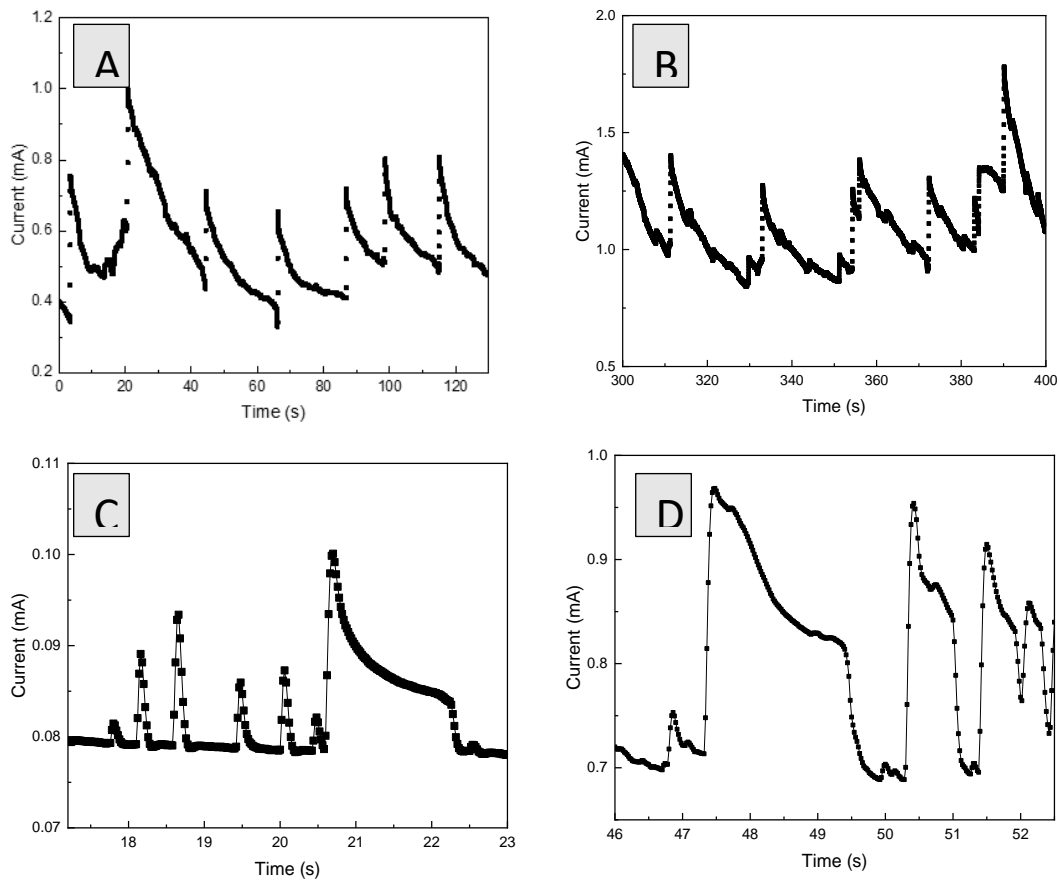 A
1.2
1.0
0.8
0.6
0.4
0.2
0 20 40 60 80 100 120
Current (mA)
Time (s)
B
2.0
1.5
1.0
0.5
300 320 340 360 380 400
Current (mA)
Time (s)
C
0.11
0.10
0.09
0.08
0.07
18 19 20 21 22 23
Current (mA)
Time (s)
D
1.0
0.9
0.8
0.7
46 47 48 49 50 51 52
Current (mA)
Time (s)